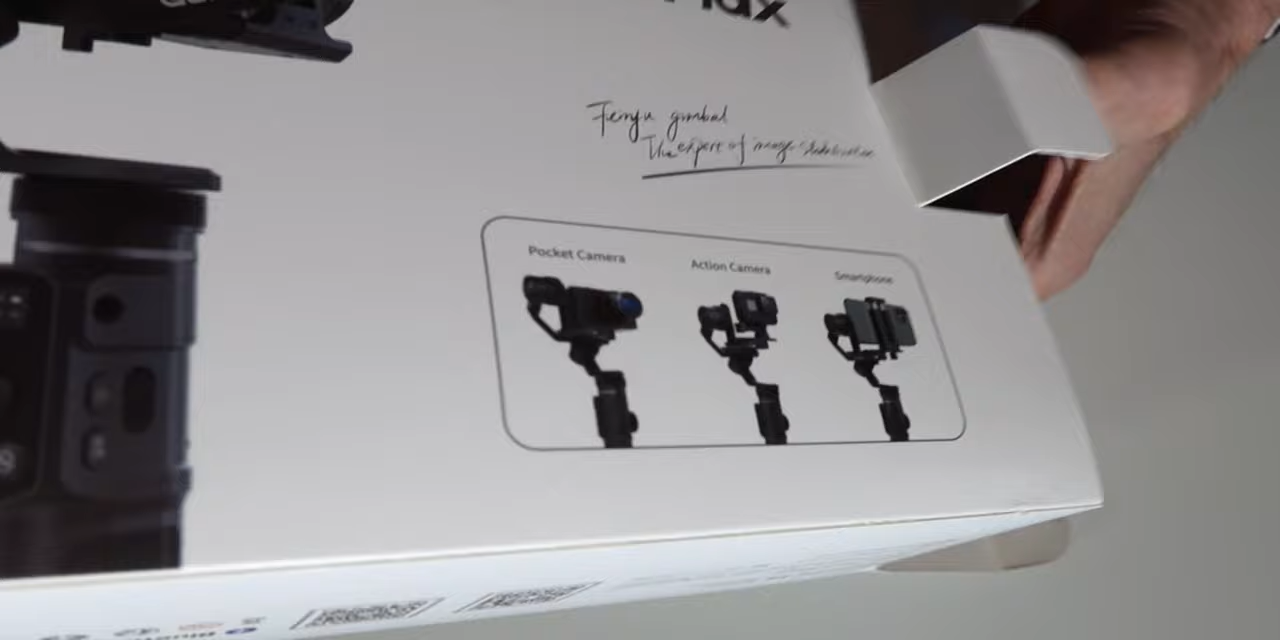 Feiyu gimbal
The expert of image stabilization
Pocket Camera
Action Camera
Smartphone